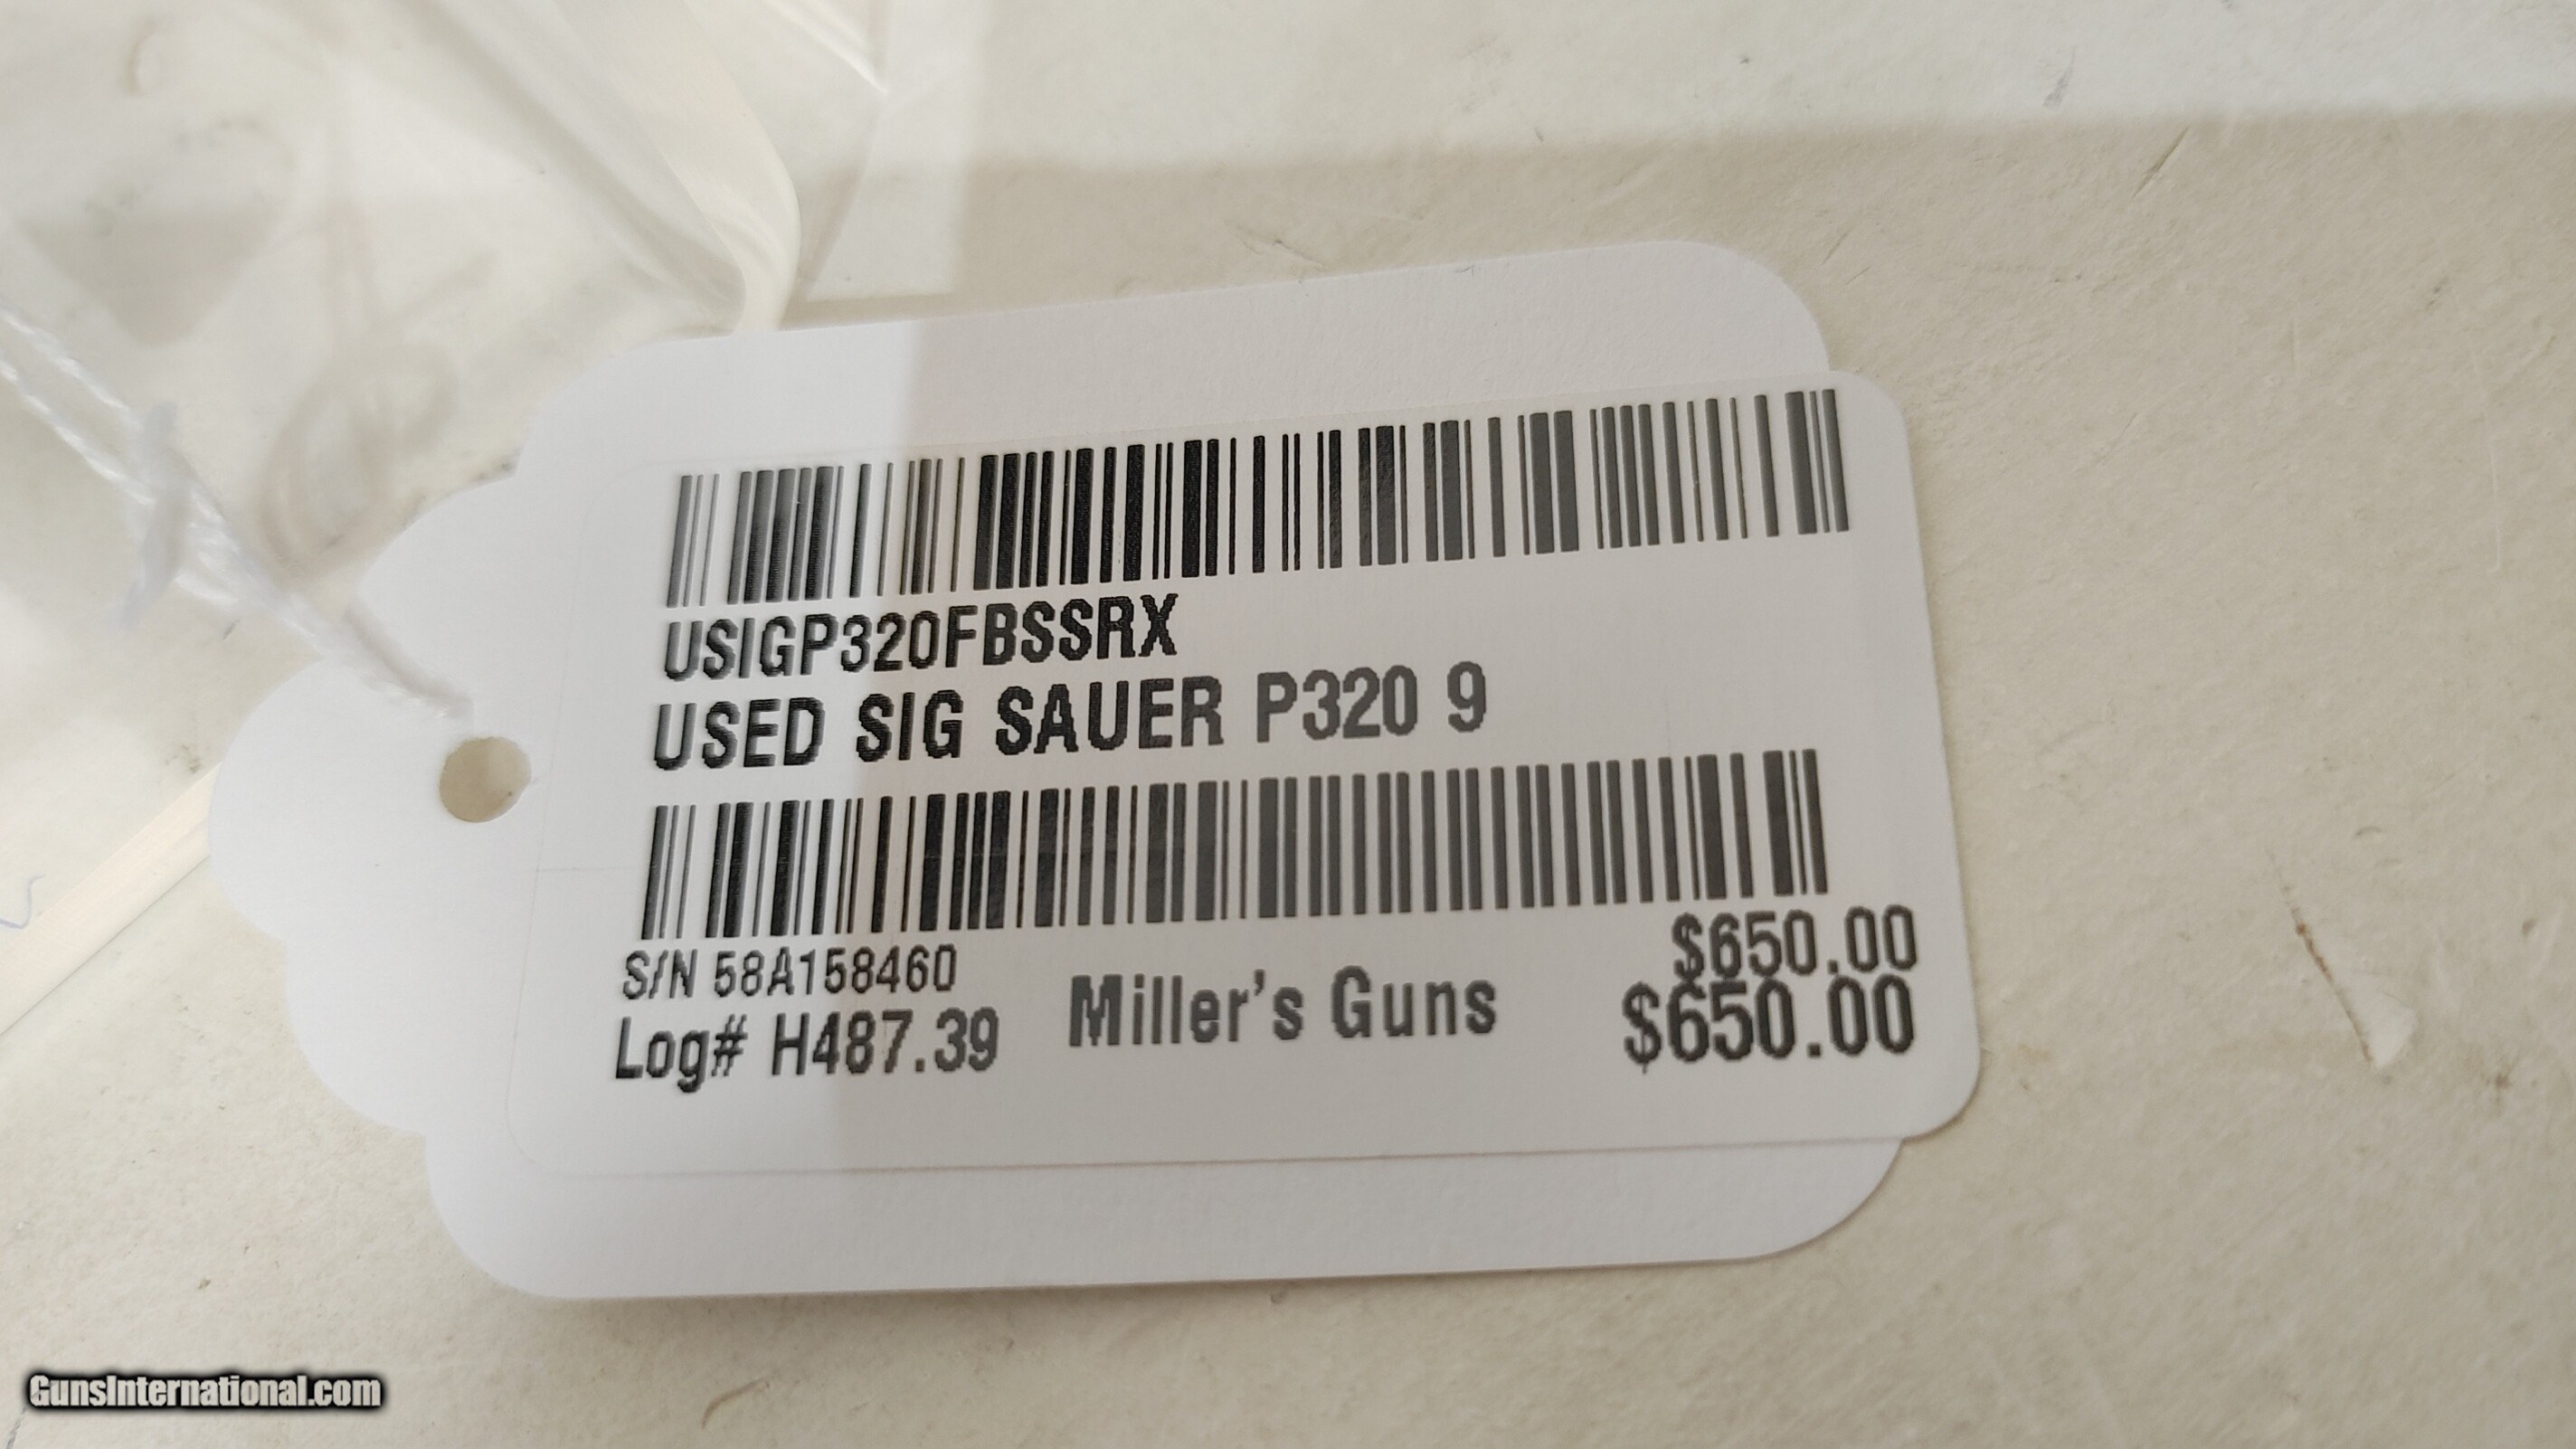 USIGP320FBSSRX
USED SIG SAUER P320 9
S/N 58A158460
Log# H487.39
Miller's Guns
$650.00
$650.00
GunsInternational.com